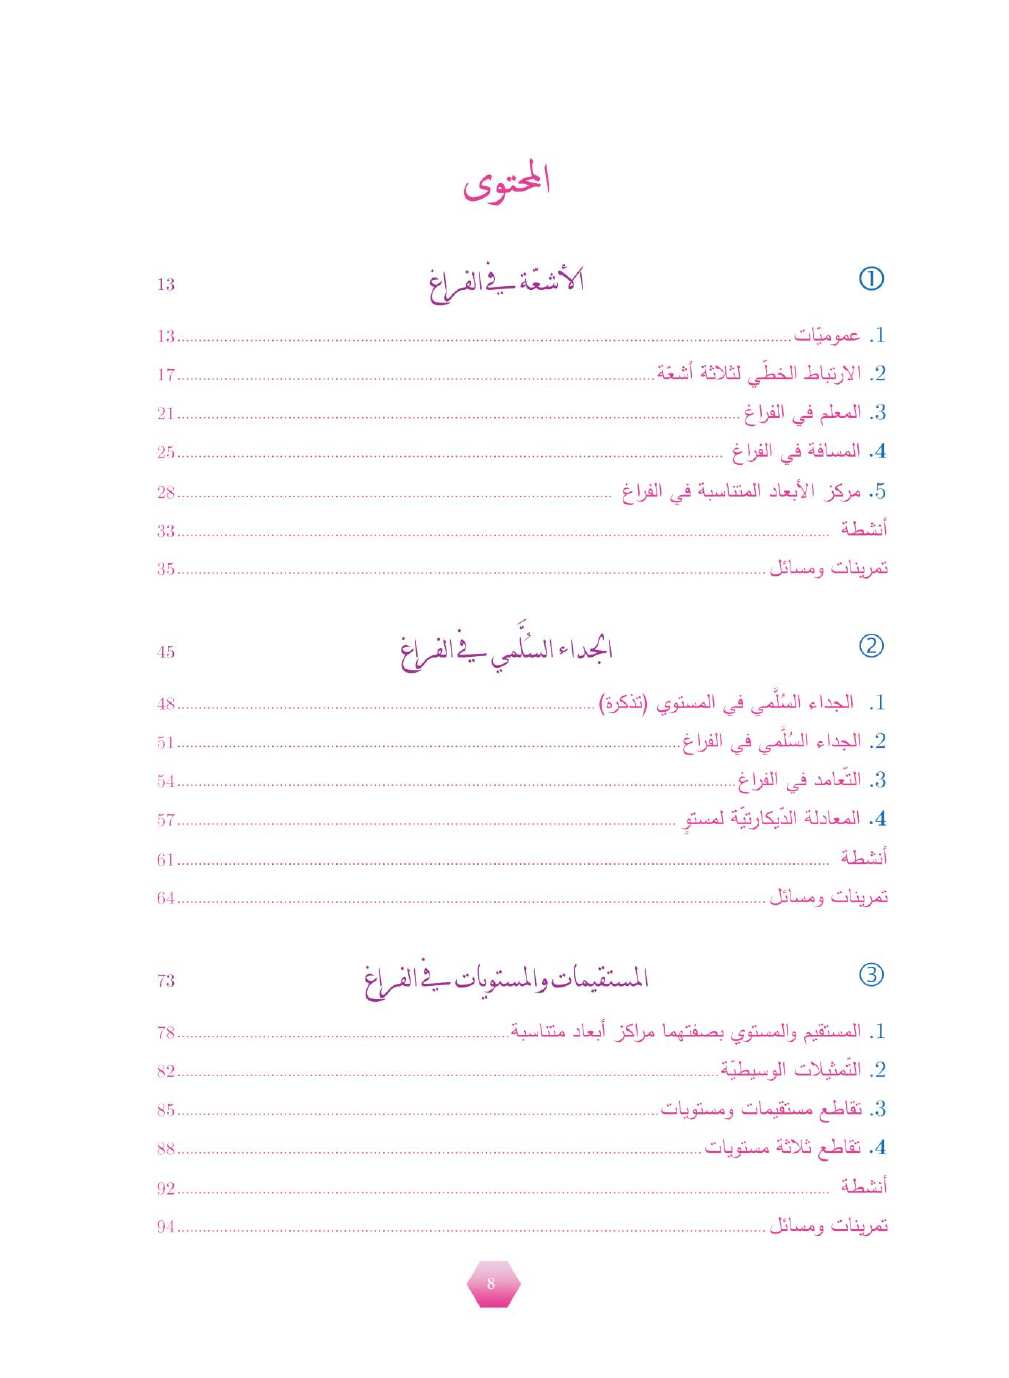 المحتوى
① الأشعّة في الفراغ 13
1. عموميّات 13
2. الارتباط الخطّي لثلاثة أشعّة 17
3. المعلم في الفراغ 21
4. المسافة في الفراغ 25
5. مركز الأبعاد المتناسبة في الفراغ 28
أنشطة 33
تمرينات ومسائل 35
② الجداء السُلَّمي في الفراغ 45
1. الجداء السُلَّمي في المستوي (تذكرة) 48
2. الجداء السُلَّمي في الفراغ 51
3. التّعامد في الفراغ 54
4. المعادلة الدّيكارتيّة لمستوٍ 57
أنشطة 61
تمرينات ومسائل 64
③ المستقيمات والمستويات في الفراغ 73
1. المستقيم والمستوي بصفتهما مراكز أبعاد متناسبة 78
2. التّمثيلات الوسيطيّة 82
3. تقاطع مستقيمات ومستويات 85
4. تقاطع ثلاثة مستويات 88
أنشطة 92
تمرينات ومسائل 94
8